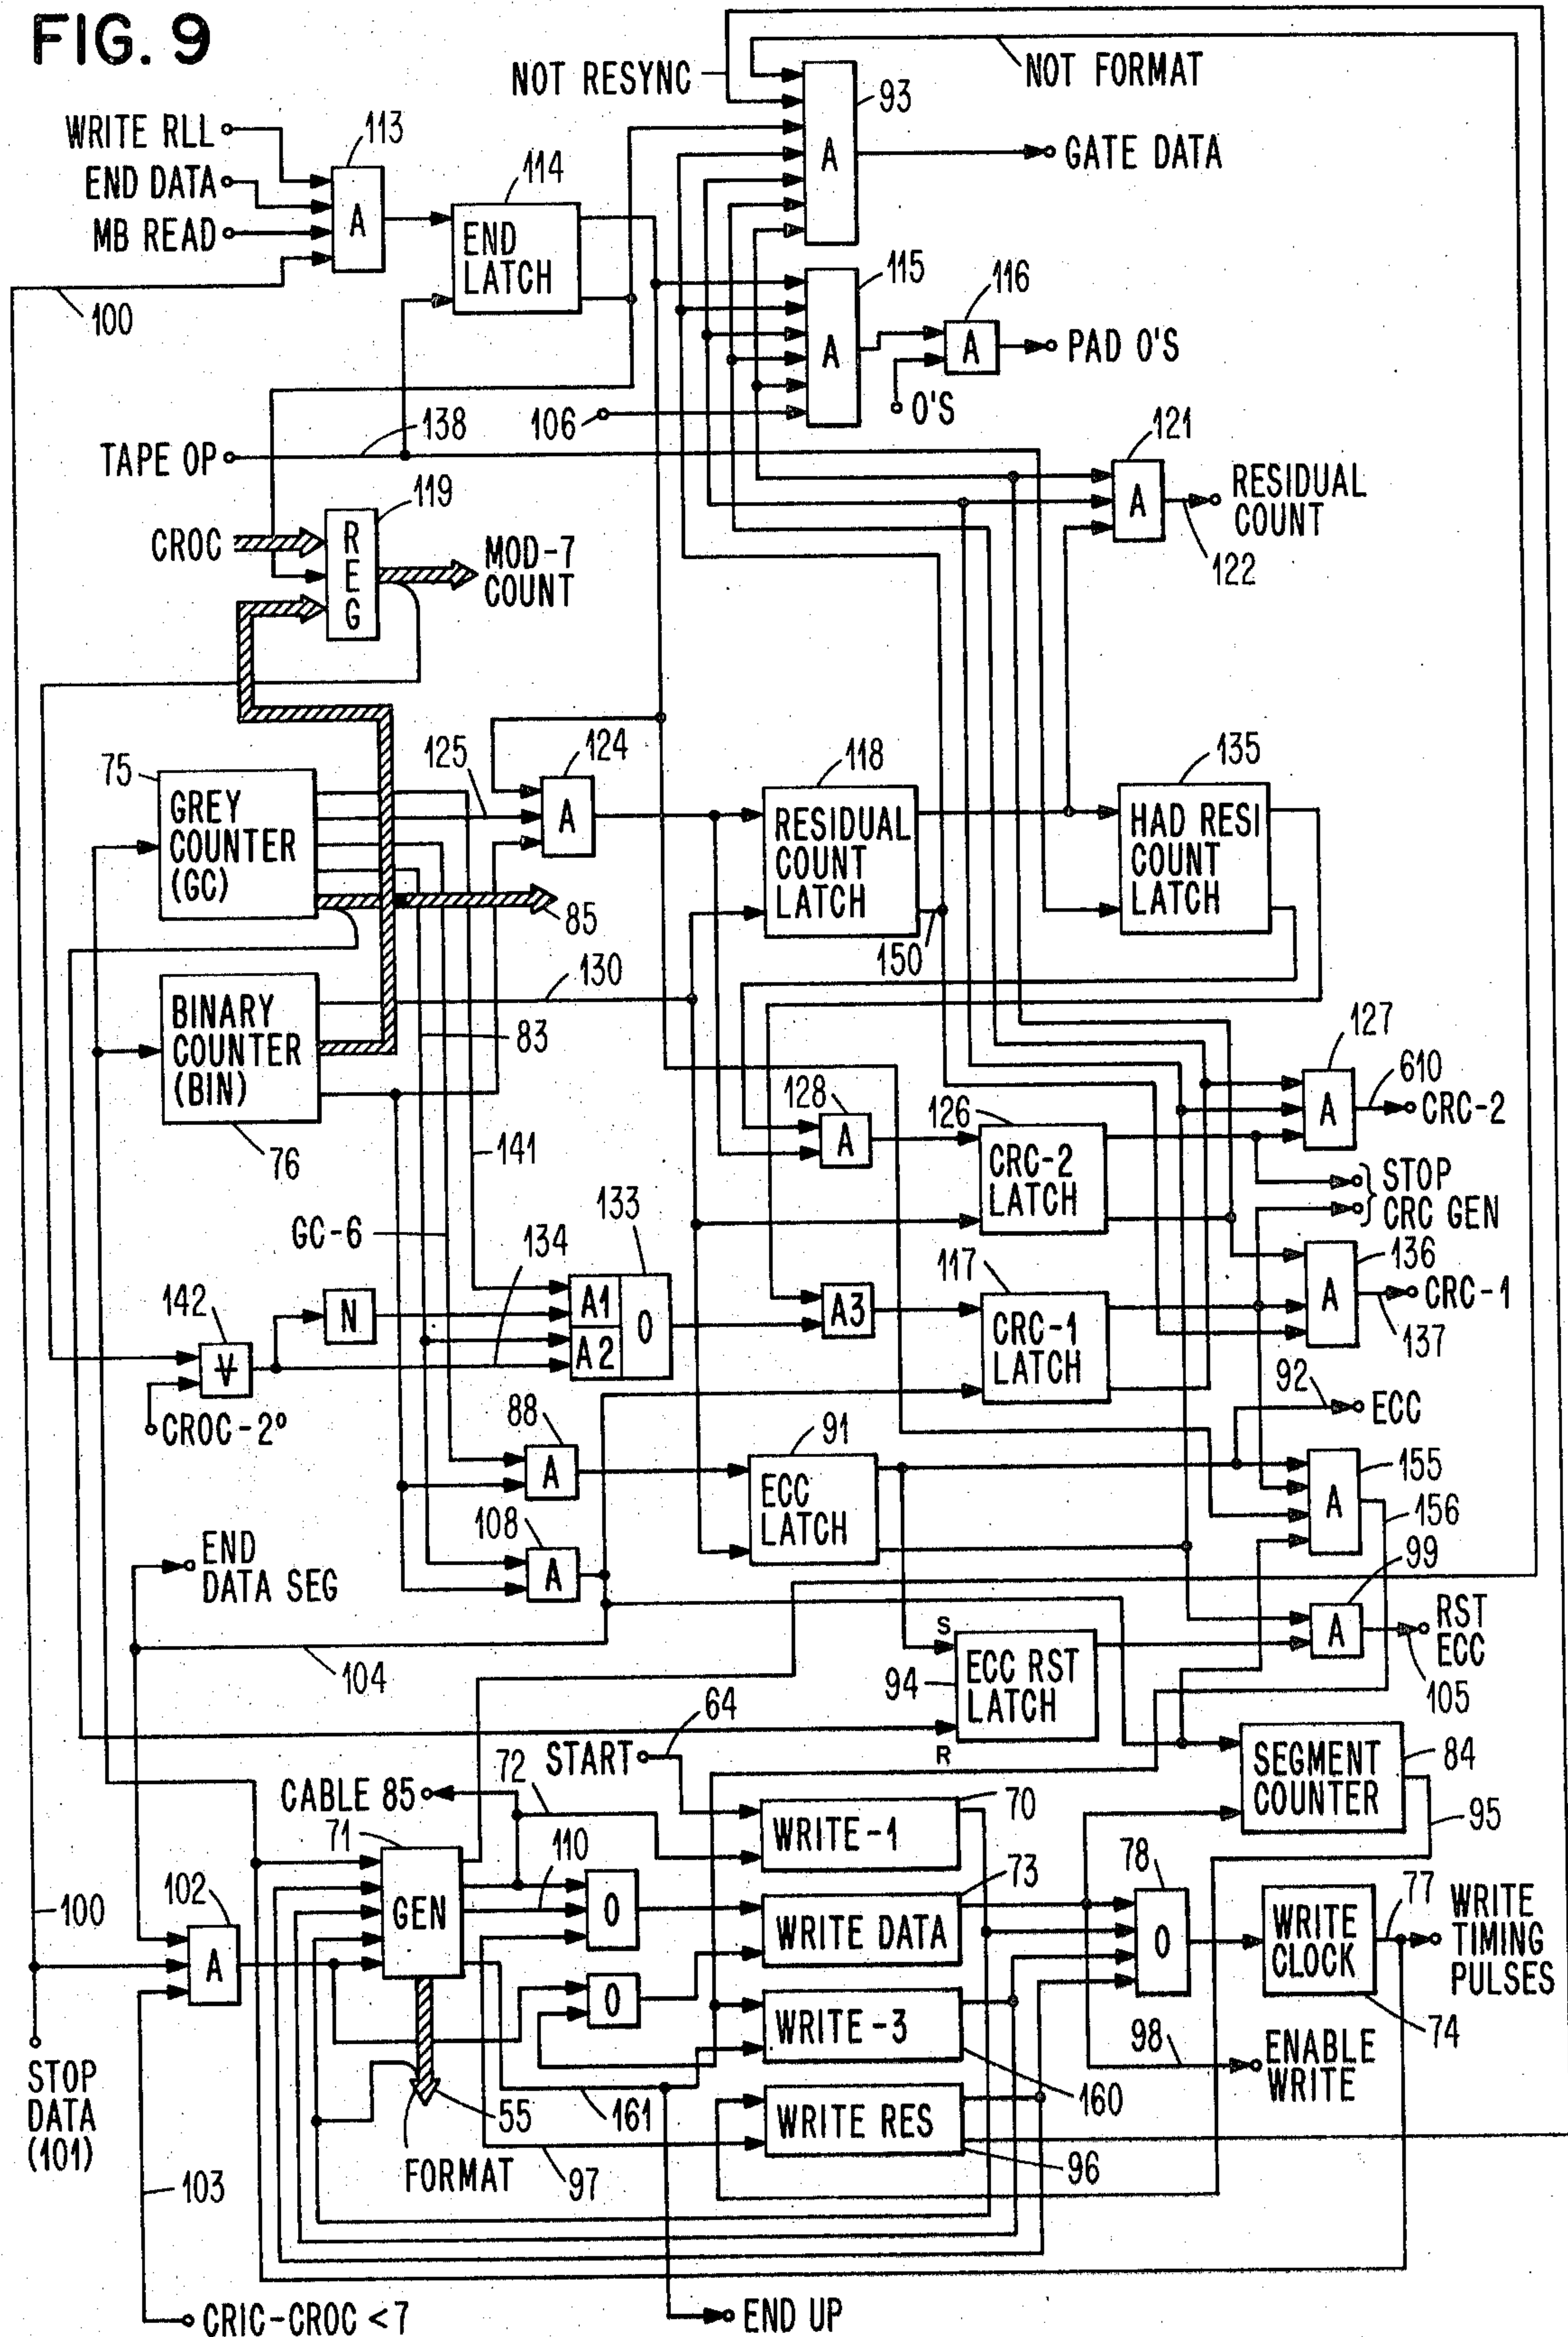 FIG. 9
NOT RESYNC
NOT FORMAT
93
A
GATE DATA
WRITE RLL
END DATA
MB READ
113
A
114
END
LATCH
100
115
A
116
A
PAD O'S
O'S
106
TAPE OP
138
121
A
RESIDUAL
COUNT
122
119
CROC
R
E
G
MOD-7
COUNT
75
GREY
COUNTER
(GC)
125
124
A
118
RESIDUAL
COUNT
LATCH
135
HAD RESI
COUNT
LATCH
85
150
130
BINARY
COUNTER
(BIN)
76
83
141
128
A
126
CRC-2
LATCH
127
A
610
CRC-2
STOP
CRC GEN
GC-6
134
133
A1
A2
O
A3
117
CRC-1
LATCH
136
A
CRC-1
137
142
N
V
CROC-2°
92
ECC
88
A
91
ECC
LATCH
155
A
156
108
A
99
A
RST
ECC
105
END
DATA SEG
104
S
94
ECC RST
LATCH
R
64
START
72
CABLE 85
71
GEN
110
O
O
70
WRITE-1
73
WRITE DATA
WRITE-3
160
WRITE RES
96
SEGMENT
COUNTER
84
95
78
O
WRITE
CLOCK
74
77
WRITE
TIMING
PULSES
98
ENABLE
WRITE
100
102
A
STOP
DATA
(101)
103
55
FORMAT
161
97
CRIC-CROC <7
END UP